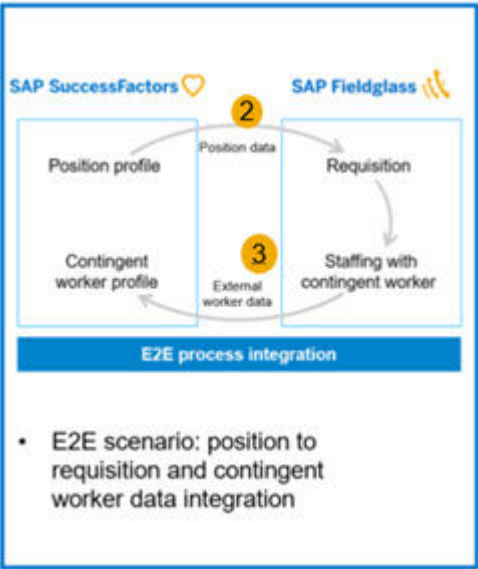 SAP SuccessFactors
SAP Fieldglass
2
Position data
Position profile
Requisition
3
Contingent
worker profile
External
worker data
Staffing with
contingent worker
E2E process integration
• E2E scenario: position to
requisition and contingent
worker data integration